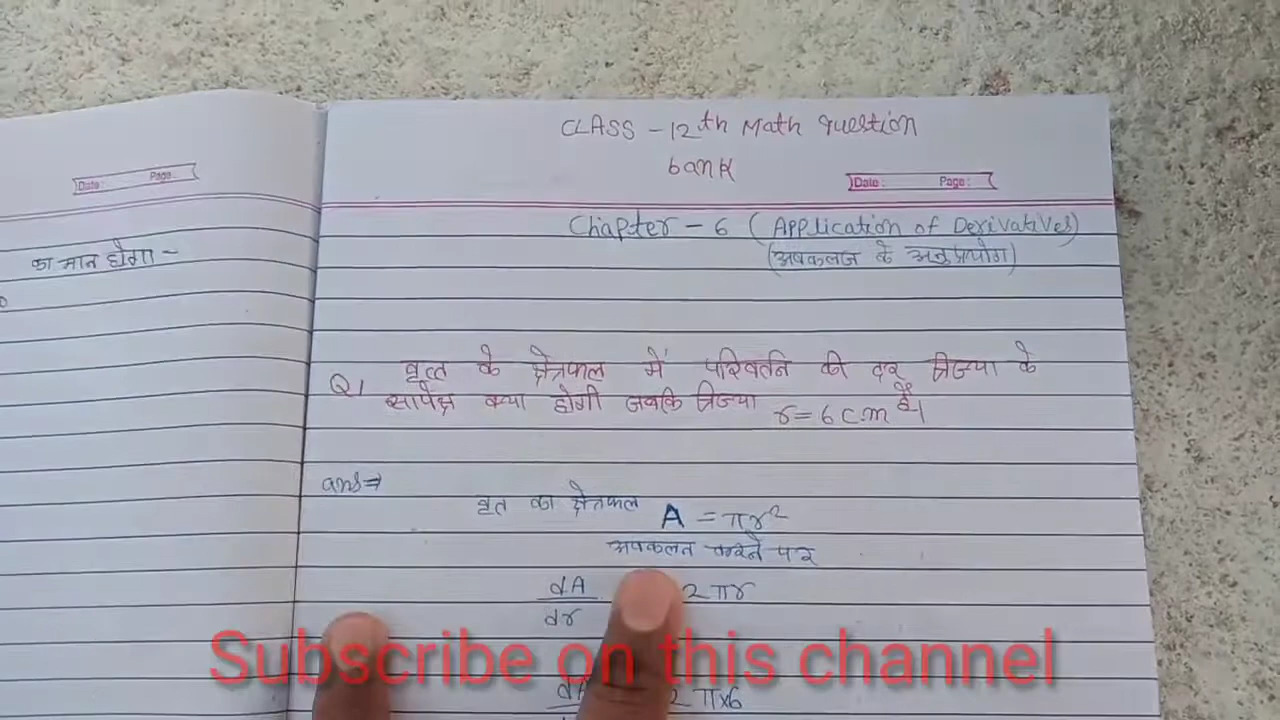 CLASS - 12th Math Question
bank
Date: Page:
Date: Page:
Chapter - 6 (Application of Derivatives)
(अवकलज के अनुप्रयोग)
का मान होगा -
Q1 वृत्त के क्षेत्रफल में परिवर्तन की दर त्रिज्या के
सापेक्ष क्या होगी जबकि त्रिज्या r = 6 cm है।
ans⇒
वृत का क्षेत्रफल A = πr²
अवकलन करने पर
dA 2πr
dr
Subscribe on this channel
dA 2 π×6